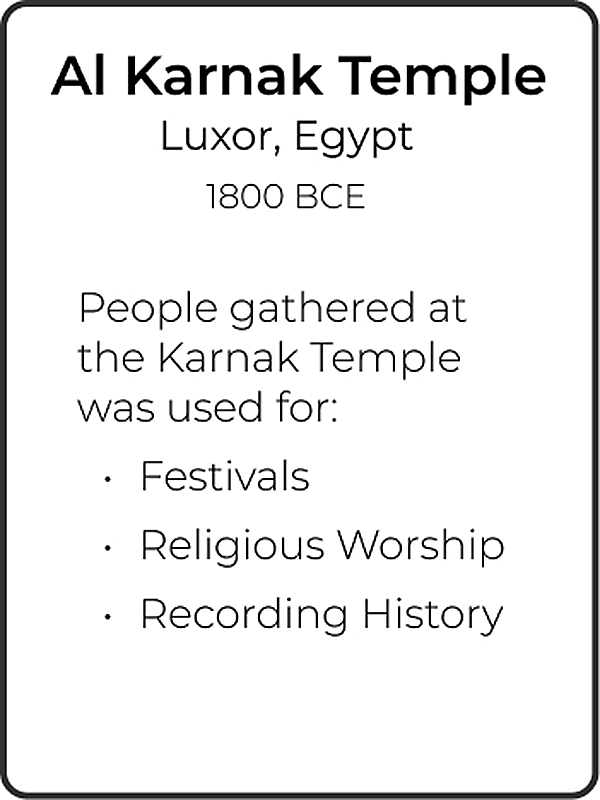 Al Karnak Temple
Luxor, Egypt
1800 BCE
People gathered at
the Karnak Temple
was used for:
• Festivals
• Religious Worship
• Recording History